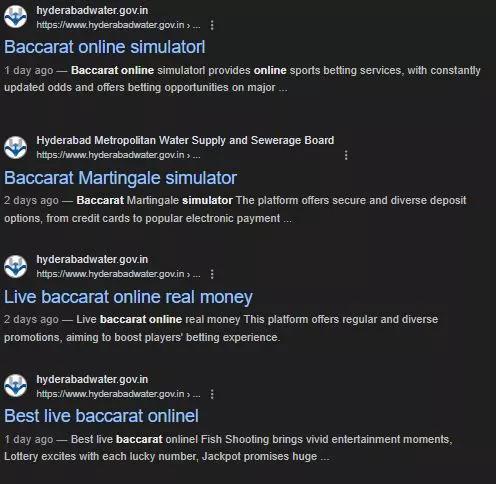 hyderabadwater.gov.in
https://www.hyderabadwater.gov.in › ...
Baccarat online simulatorl
1 day ago — Baccarat online simulatorl provides online sports betting services, with constantly
updated odds and offers betting opportunities on major ...
Hyderabad Metropolitan Water Supply and Sewerage Board
https://www.hyderabadwater.gov.in › ...
Baccarat Martingale simulator
2 days ago — Baccarat Martingale simulator The platform offers secure and diverse deposit
options, from credit cards to popular electronic payment ...
hyderabadwater.gov.in
https://www.hyderabadwater.gov.in › ...
Live baccarat online real money
2 days ago — Live baccarat online real money This platform offers regular and diverse
promotions, aiming to boost players' betting experience.
hyderabadwater.gov.in
https://www.hyderabadwater.gov.in › ...
Best live baccarat onlinel
1 day ago — Best live baccarat onlinel Fish Shooting brings vivid entertainment moments,
Lottery excites with each lucky number, Jackpot promises huge ...